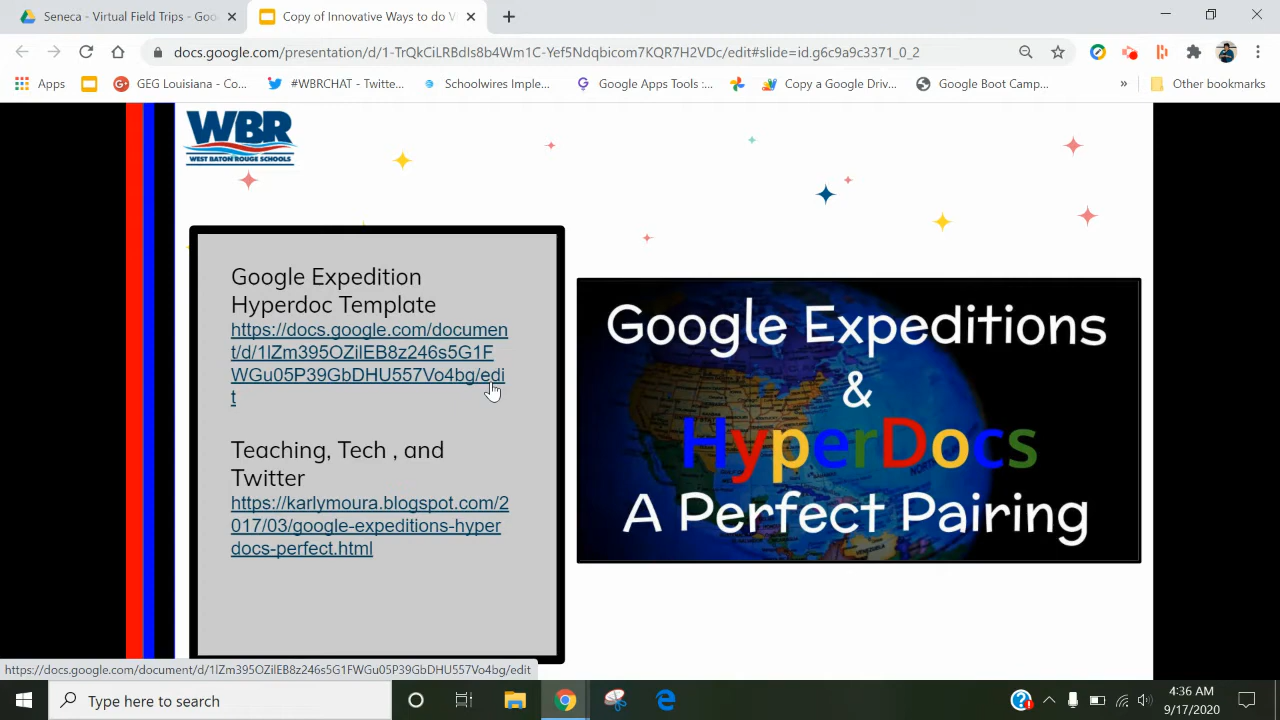 Seneca - Virtual Field Trips - Goo
Copy of Innovative Ways to do V
docs.google.com/presentation/d/1-TrQkCiLR$dIs8b4Wm1C-Yef5Ndqbicom7KQR7H2VDc/edit#slide=id.g6c9a9c3371_0_2
Apps
GEG Louisiana - Co...
#WBRCHAT - Twitte...
Schoolwires Imple...
Google Apps Tools :...
Copy a Google Driv...
Google Boot Camp...
»
Other bookmarks
WBR
WEST BATON ROUGE SCHOOLS
Google Expedition
Hyperdoc Template
https://docs.google.com/documen
t/d/1lZm395OZilEB8z246s5G1F
WGu05P39GbDHU557Vo4bg/edi
t
Teaching, Tech , and
Twitter
https://karlymoura.blogspot.com/2
017/03/google-expeditions-hyper
docs-perfect.html
Google Expeditions
&
HyperDocs
A Perfect Pairing
https://docs.google.com/document/d/1lZm395OZilEB8z246s5G1FWGu05P39GbDHU557Vo4bg/edit
Type here to search
4:36 AM
9/17/2020